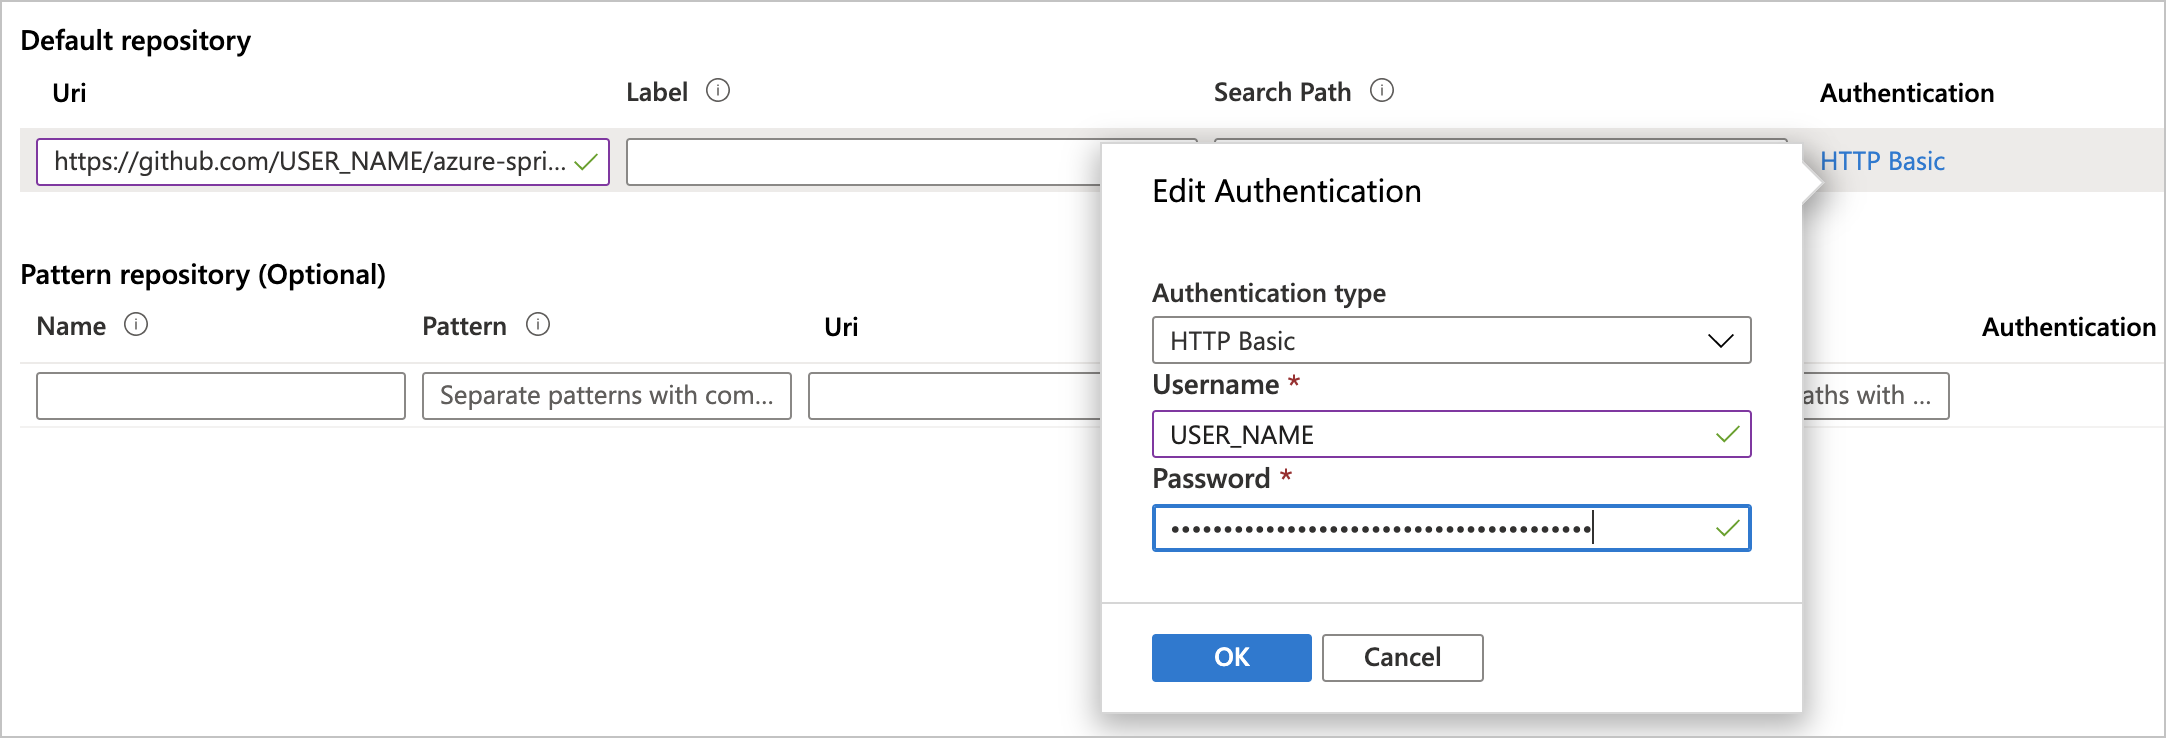 Default repository
Uri Label Search Path Authentication
https://github.com/USER_NAME/azure-spri... HTTP Basic
Edit Authentication
Pattern repository (Optional)
Authentication type
Name Pattern Uri Authentication
HTTP Basic
Username *
Separate patterns with com... aths with ...
USER_NAME
Password *
••••••••••••••••••••••••••••••••••••••••
OK Cancel